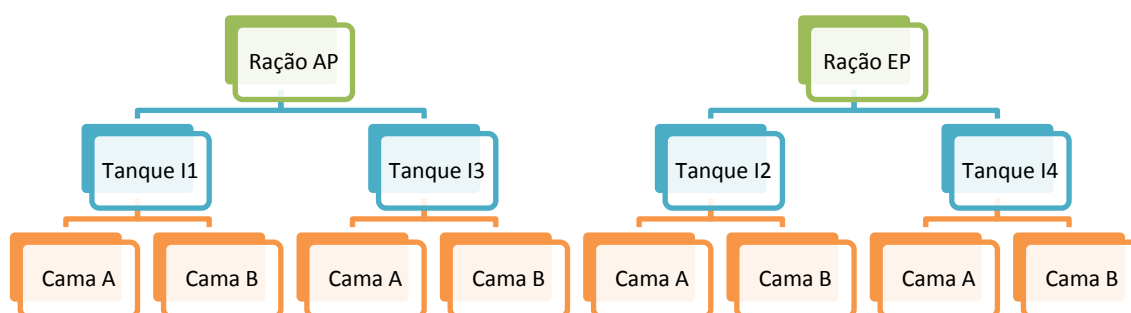 Ração AP
Ração EP
Tanque I1
Tanque I3
Tanque I2
Tanque I4
Cama A
Cama B
Cama A
Cama B
Cama A
Cama B
Cama A
Cama B